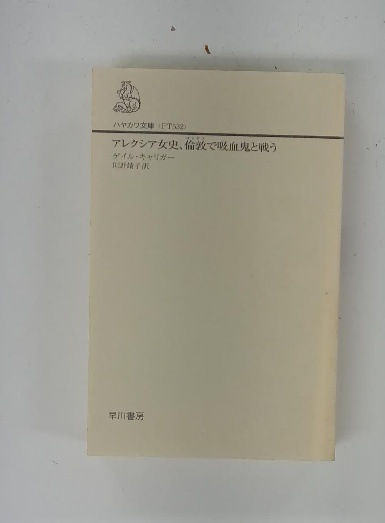 ハヤカワ文庫〈FT532〉
アレクシア女史、倫敦で吸血鬼と戦う
ゲイル・キャリガー
川野靖子訳
早川書房